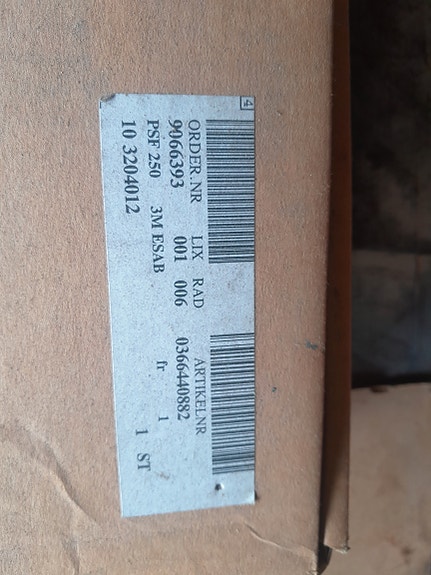 4
ORDER.NR LIX RAD ARTIKELNR
9066393 001 006 0366440882
PSF 250 3M ESAB fr 1
10 3204012 1 ST